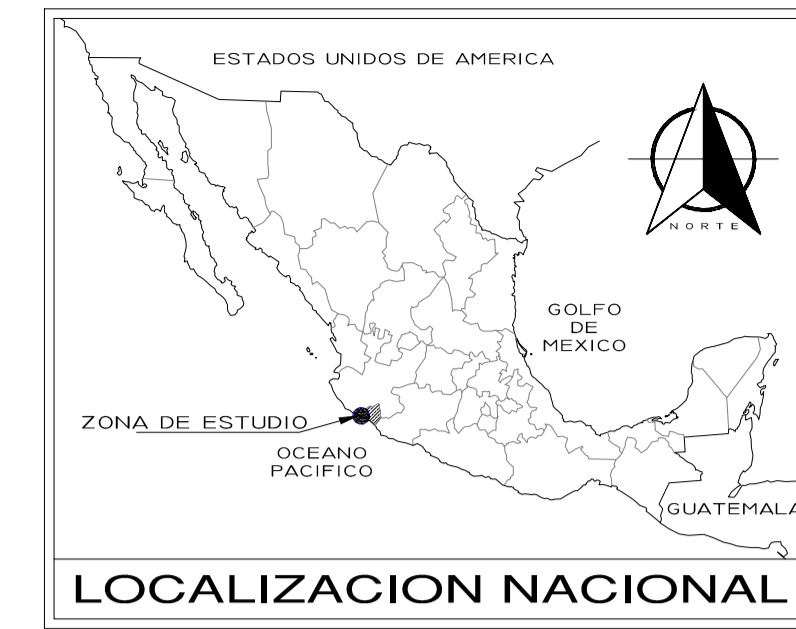 ESTADOS UNIDOS DE AMERICA
NORTE
GOLFO
DE
MEXICO
ZONA DE ESTUDIO
OCEANO
PACIFICO
GUATEMALA
LOCALIZACION NACIONAL